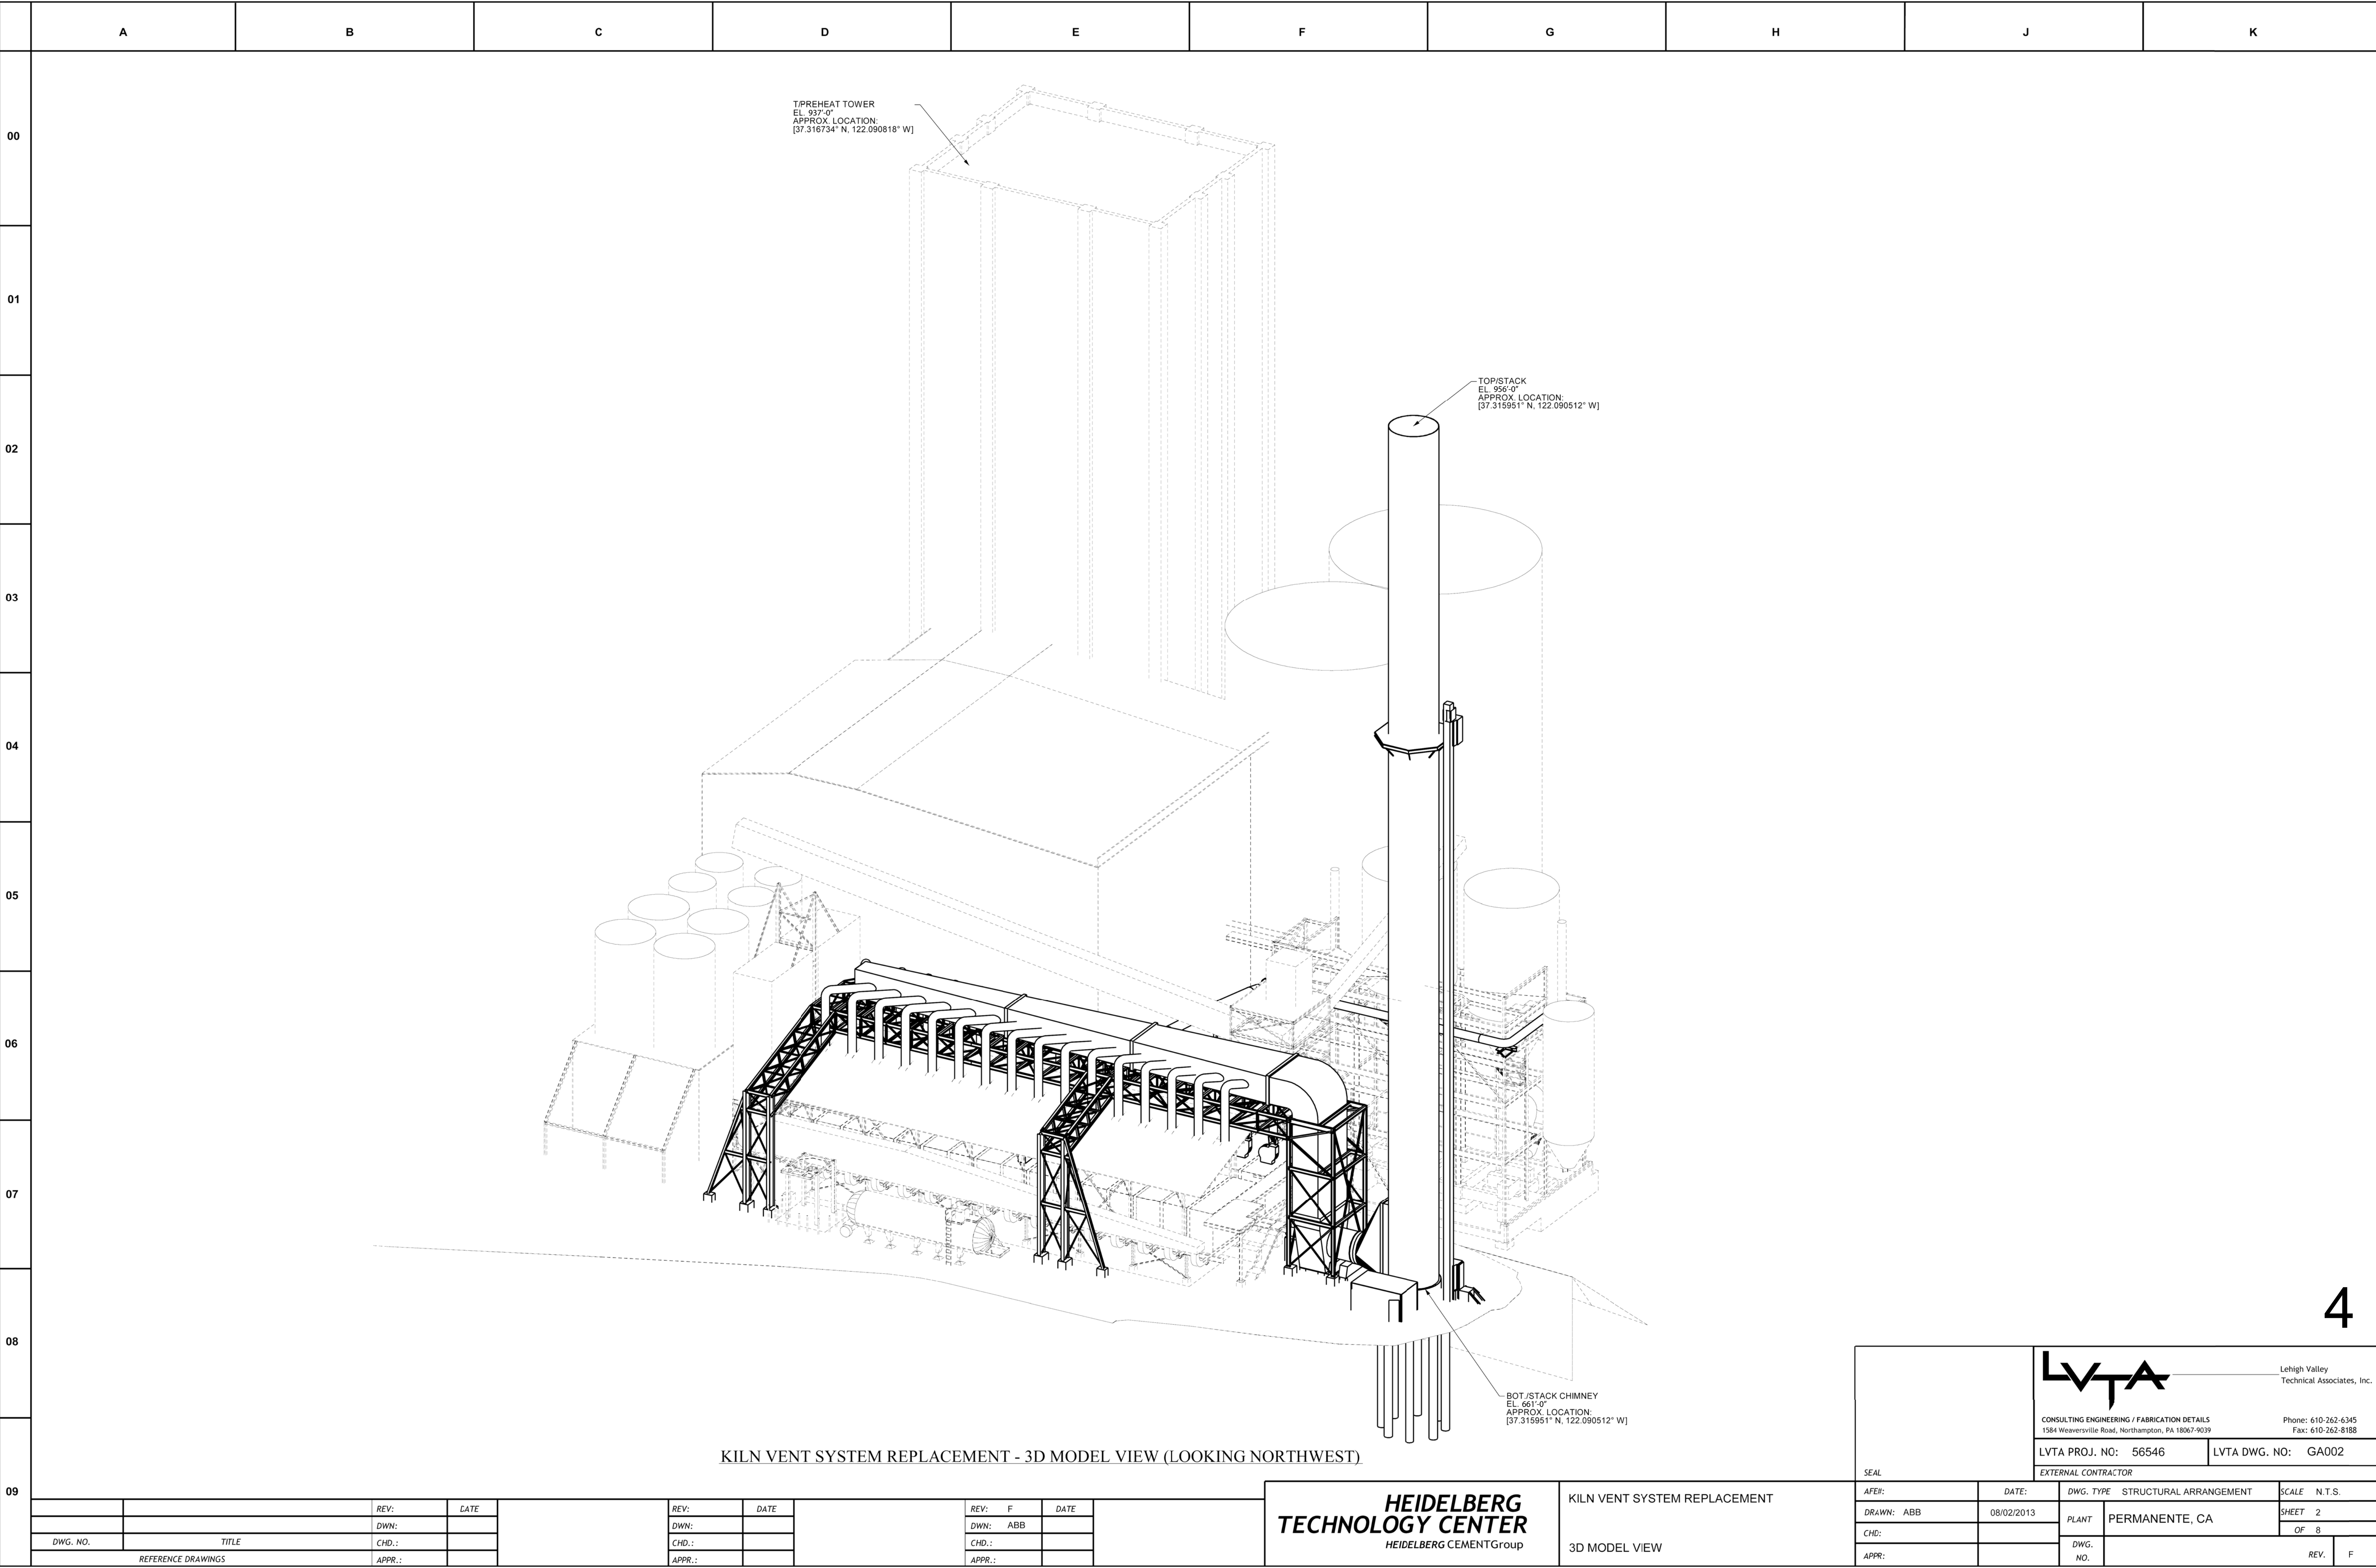 A B C D E F G H J K
00
01
02
03
04
05
06
07
08
09
T/PREHEAT TOWER
EL. 937'-0"
APPROX. LOCATION:
[37.316734° N, 122.090818° W]
TOP/STACK
EL. 956'-0"
APPROX. LOCATION:
[37.315951° N, 122.090512° W]
BOT./STACK CHIMNEY
EL. 661'-0"
APPROX. LOCATION:
[37.315951° N, 122.090512° W]
KILN VENT SYSTEM REPLACEMENT - 3D MODEL VIEW (LOOKING NORTHWEST)
4
LVTA
Lehigh Valley
Technical Associates, Inc.
CONSULTING ENGINEERING / FABRICATION DETAILS
1584 Weaversville Road, Northampton, PA 18067-9039
Phone: 610-262-6345
Fax: 610-262-8188
LVTA PROJ. NO: 56546
LVTA DWG. NO: GA002
SEAL
EXTERNAL CONTRACTOR
DWG. NO.
TITLE
REFERENCE DRAWINGS
REV: DATE
DWN:
CHD.:
APPR.:
REV: DATE
DWN:
CHD.:
APPR.:
REV: F DATE
DWN: ABB
CHD.:
APPR.:
HEIDELBERG
TECHNOLOGY CENTER
HEIDELBERG CEMENTGroup
KILN VENT SYSTEM REPLACEMENT
3D MODEL VIEW
AFE#: DATE:
DRAWN: ABB 08/02/2013
CHD:
APPR:
DWG. TYPE STRUCTURAL ARRANGEMENT
PLANT PERMANENTE, CA
DWG.
NO.
SCALE N.T.S.
SHEET 2
OF 8
REV. F